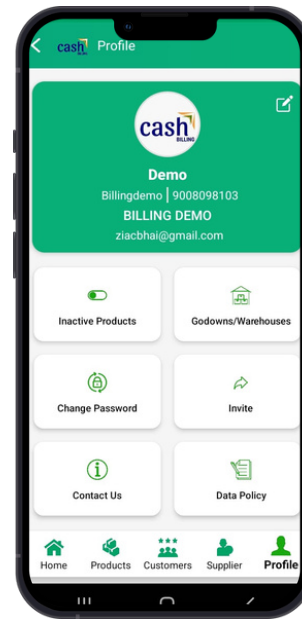 cash BILLING Profile
cash
BILLING
Demo
Billingdemo | 9008098103
BILLING DEMO
ziacbhai@gmail.com
Inactive Products Godowns/Warehouses
Change Password Invite
Contact Us Data Policy
Home Products Customers Supplier Profile